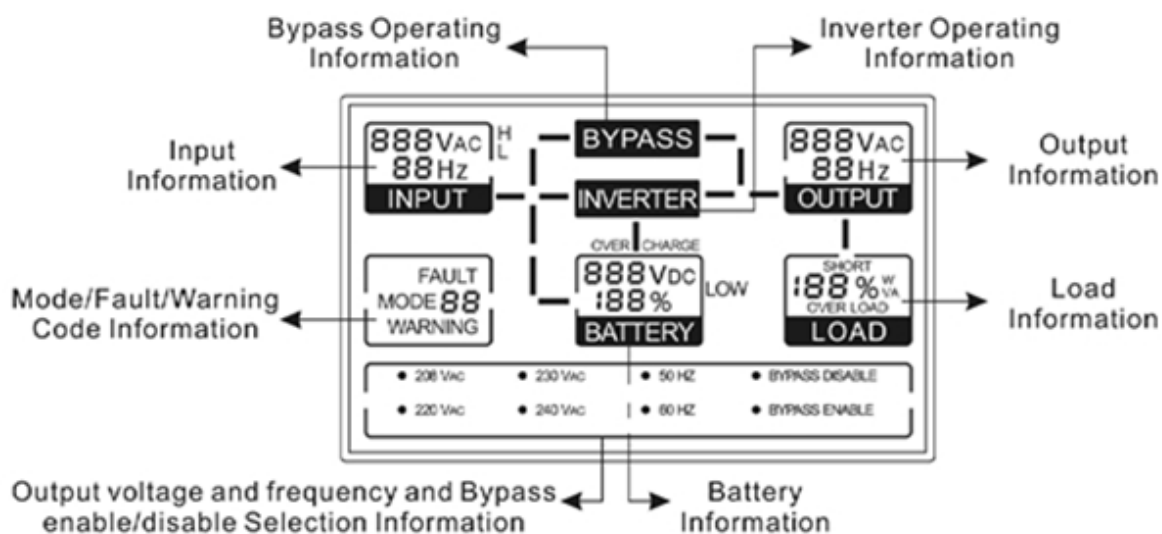 Bypass Operating
Information
Inverter Operating
Information
Input
Information
888VAC H
L
88Hz
INPUT
BYPASS
INVERTER
888VAC
88Hz
OUTPUT
Output
Information
Mode/Fault/Warning
Code Information
FAULT
MODE 88
WARNING
OVER CHARGE
888VDC
188%
LOW
BATTERY
SHORT
188% W
VA
OVER LOAD
LOAD
Load
Information
• 208 VAC • 230 VAC • 50 HZ • BYPASS DISABLE
• 220 VAC • 240 VAC • 60 HZ • BYPASS ENABLE
Output voltage and frequency and Bypass
enable/disable Selection Information
Battery
Information